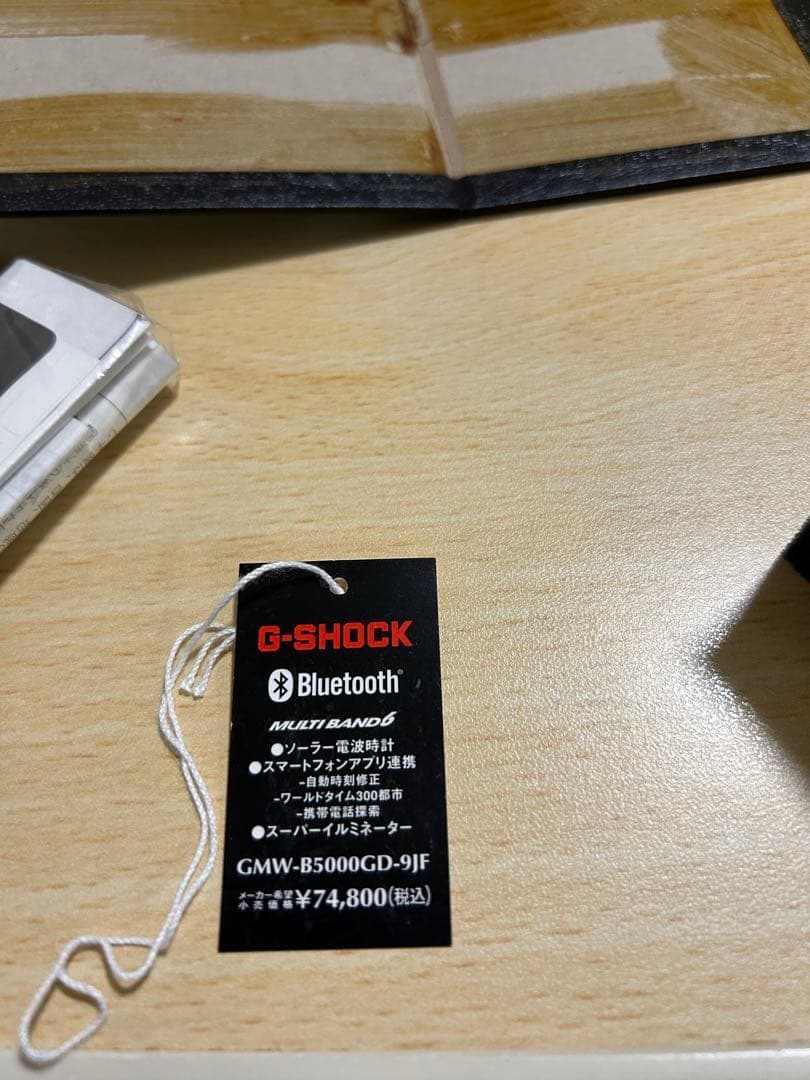 G-SHOCK
Bluetooth®
MULTI BAND 6
●ソーラー電波時計
●スマートフォンアプリ連携
-自動時刻修正
-ワールドタイム300都市
-携帯電話探索
●スーパーイルミネーター
GMW-B5000GD-9JF
メーカー希望小売価格 ¥74,800(税込)